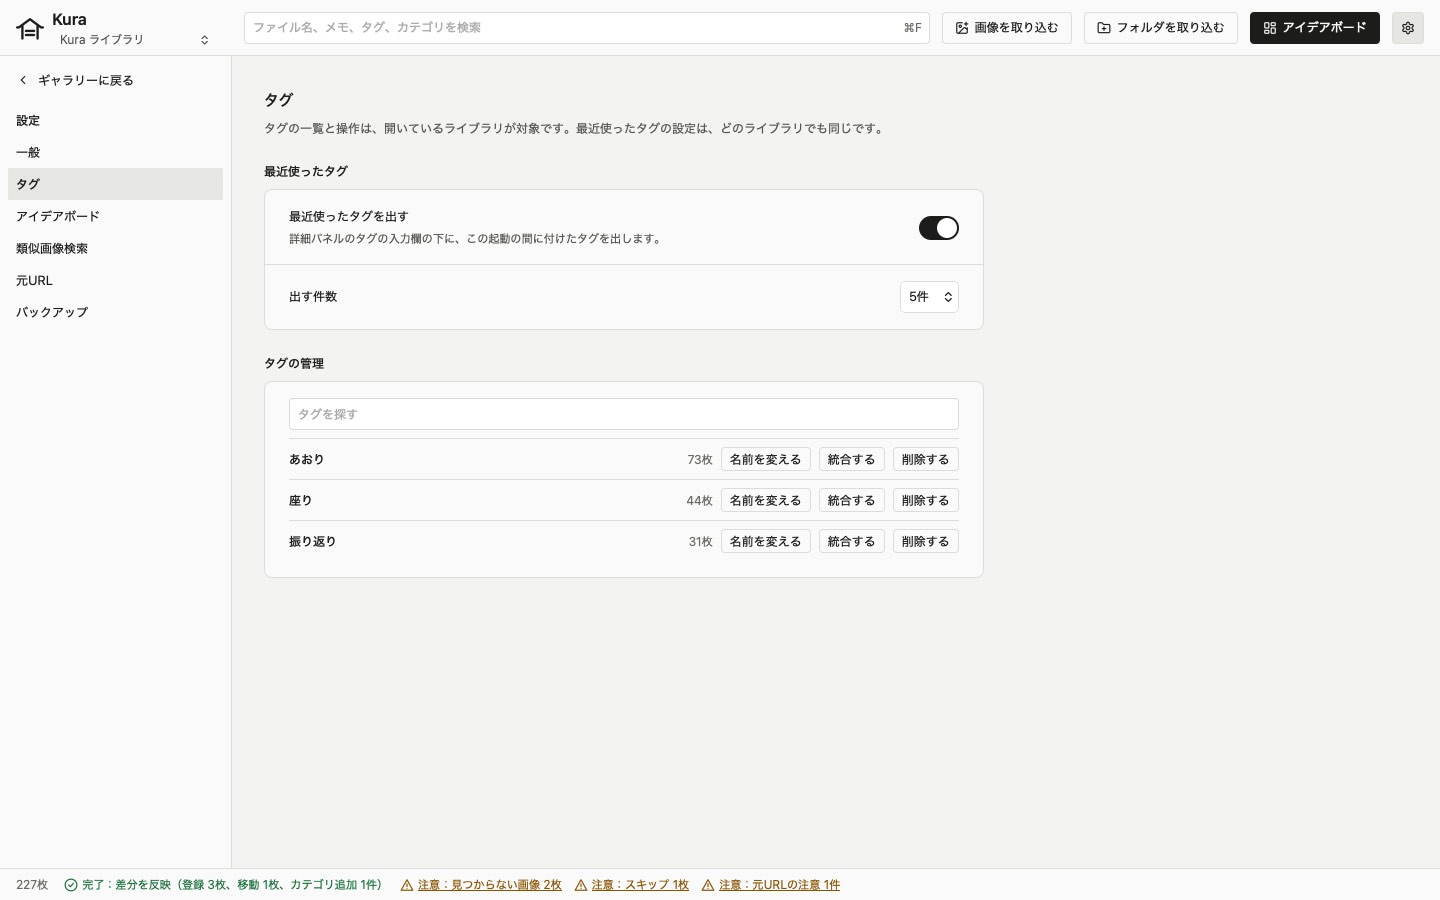 Kura
Kura ライブラリ
ファイル名、メモ、タグ、カテゴリを検索
⌘F
画像を取り込む
フォルダを取り込む
アイデアボード
ギャラリーに戻る
設定
一般
タグ
アイデアボード
類似画像検索
元URL
バックアップ
タグ
タグの一覧と操作は、開いているライブラリが対象です。最近使ったタグの設定は、どのライブラリでも同じです。
最近使ったタグ
最近使ったタグを出す
詳細パネルのタグの入力欄の下に、この起動の間に付けたタグを出します。
出す件数
5件
タグの管理
タグを探す
あおり 73枚 名前を変える 統合する 削除する
座り 44枚 名前を変える 統合する 削除する
振り返り 31枚 名前を変える 統合する 削除する
227枚 完了：差分を反映（登録 3枚、移動 1枚、カテゴリ追加 1件） 注意：見つからない画像 2枚 注意：スキップ 1枚 注意：元URLの注意 1件